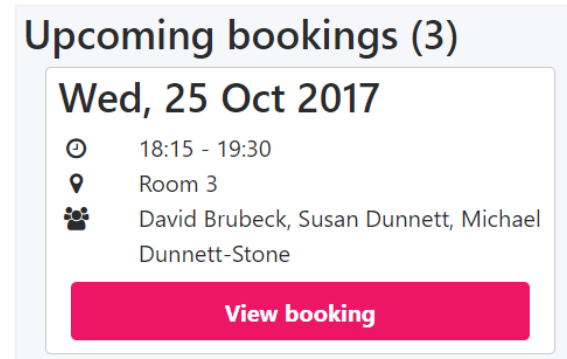 Upcoming bookings (3)
Wed, 25 Oct 2017
18:15 - 19:30
Room 3
David Brubeck, Susan Dunnett, Michael
Dunnett-Stone
View booking